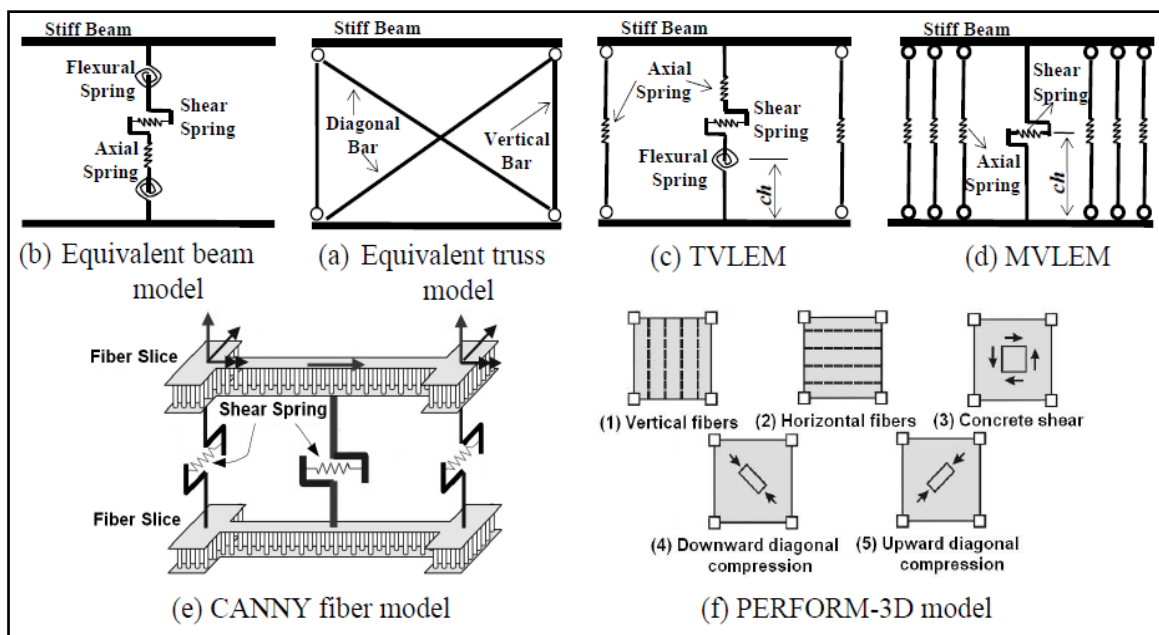 Stiff Beam
Flexural
Spring
Shear
Spring
Axial
Spring
(b) Equivalent beam
model
Stiff Beam
Diagonal
Bar
Vertical
Bar
(a) Equivalent truss
model
Stiff Beam
Axial
Spring
Shear
Spring
Flexural
Spring
ch
(c) TVLEM
Stiff Beam
Shear
Spring
Axial
Spring
ch
(d) MVLEM
Fiber Slice
Shear Spring
Fiber Slice
(e) CANNY fiber model
(1) Vertical fibers
(2) Horizontal fibers
(3) Concrete shear
(4) Downward diagonal
compression
(5) Upward diagonal
compression
(f) PERFORM-3D model